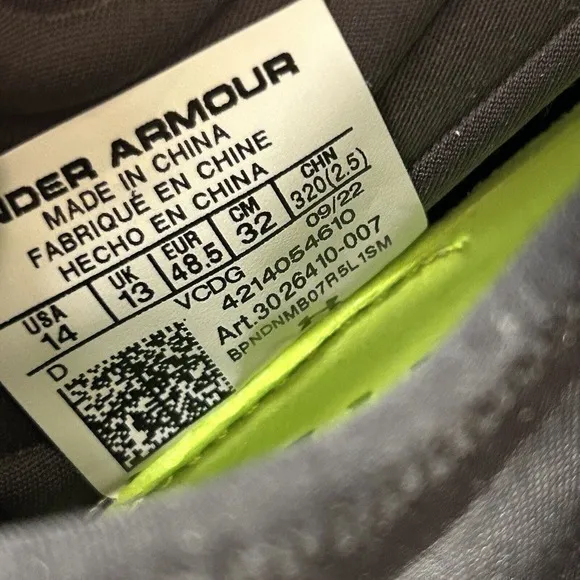 NDER ARMOUR
MADE IN CHINA
FABRIQUÉ EN CHINE
HECHO EN CHINA
USA UK EUR CM CHN
14 13 48.5 32 320(2.5)
VCDG 09/22
4214054610
Art.3026410-007
BPNDNMB07R5L1SM
D